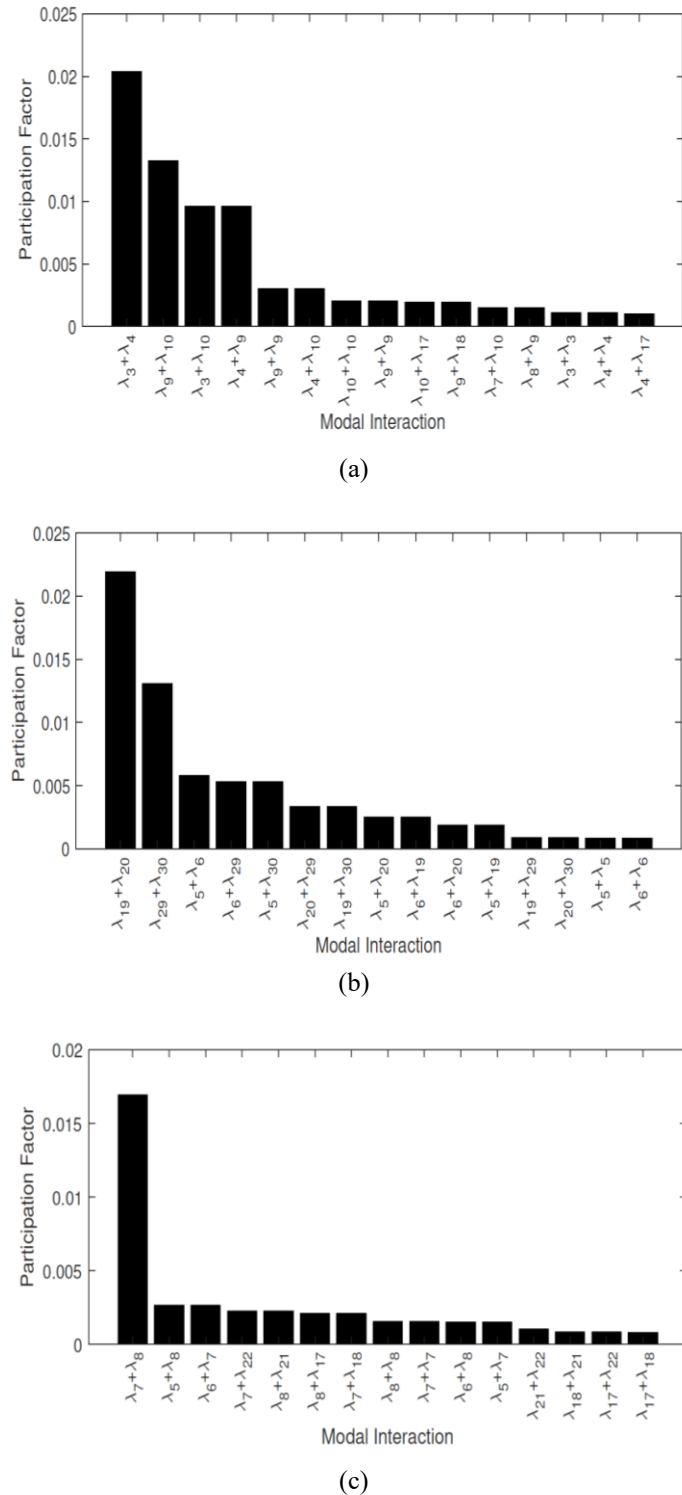 0.025
0.02
0.015
0.01
0.005
0
Participation Factor
λ3+λ4
λ9+λ10
λ3+λ10
λ4+λ9
λ9+λ9
λ4+λ10
λ10+λ10
λ9+λ9
λ10+λ17
λ9+λ18
λ7+λ10
λ8+λ9
λ3+λ3
λ4+λ4
λ4+λ17
Modal Interaction
(a)
0.025
0.02
0.015
0.01
0.005
0
Participation Factor
λ19+λ20
λ29+λ30
λ5+λ6
λ6+λ29
λ5+λ30
λ20+λ29
λ19+λ30
λ5+λ20
λ6+λ19
λ6+λ20
λ5+λ19
λ19+λ29
λ20+λ30
λ5+λ5
λ6+λ6
Modal Interaction
(b)
0.02
0.015
0.01
0.005
0
Participation Factor
λ7+λ8
λ5+λ8
λ6+λ7
λ7+λ22
λ8+λ21
λ8+λ17
λ7+λ18
λ8+λ8
λ7+λ7
λ6+λ8
λ5+λ7
λ21+λ22
λ18+λ21
λ17+λ22
λ17+λ18
Modal Interaction
(c)